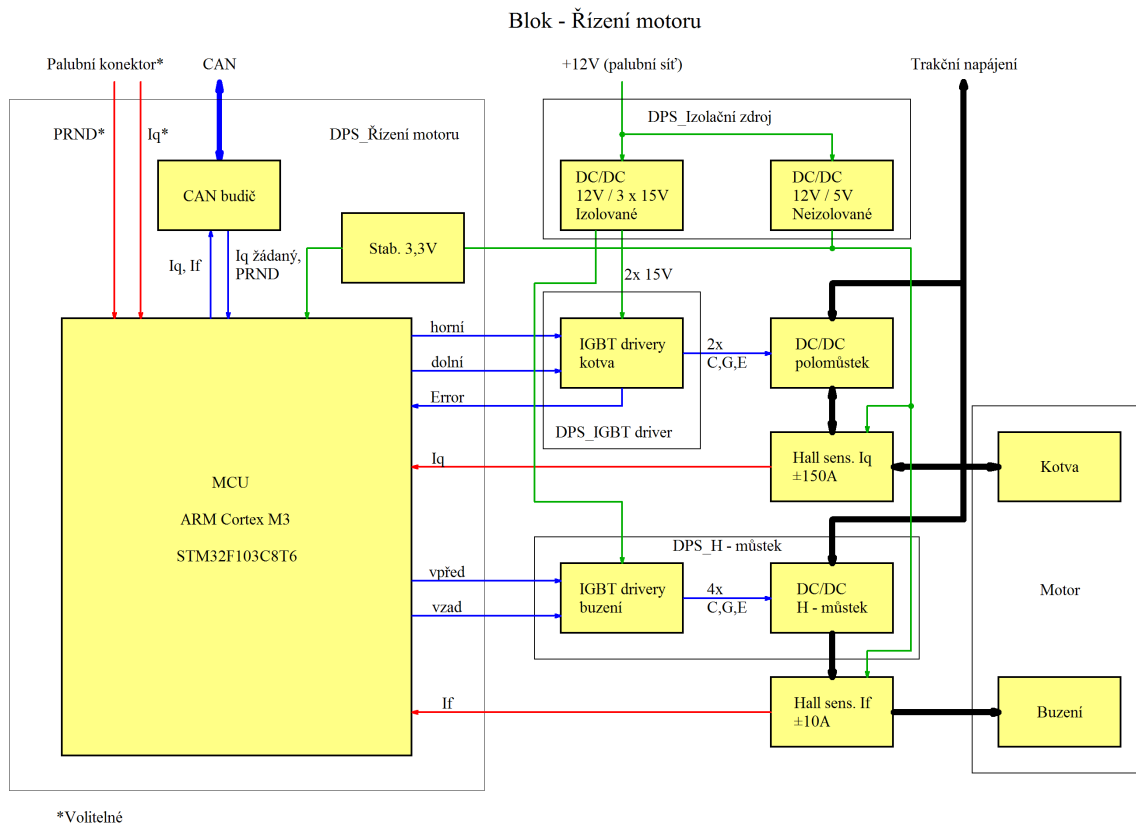 Blok - Řízení motoru
Palubní konektor*
CAN
+12V (palubní síť)
Trakční napájení
PRND*
Iq*
DPS_Řízení motoru
DPS_Izolační zdroj
CAN budič
DC/DC
12V / 3 x 15V
Izolované
DC/DC
12V / 5V
Neizolované
Iq, If
Iq žádaný,
PRND
Stab. 3,3V
2x 15V
horní
dolní
Error
IGBT drivery
kotva
2x
C,G,E
DC/DC
polomůstek
DPS_IGBT driver
Iq
Hall sens. Iq
±150A
Kotva
MCU
ARM Cortex M3
STM32F103C8T6
DPS_H - můstek
vpřed
vzad
IGBT drivery
buzení
4x
C,G,E
DC/DC
H - můstek
Motor
If
Hall sens. If
±10A
Buzení
*Volitelné